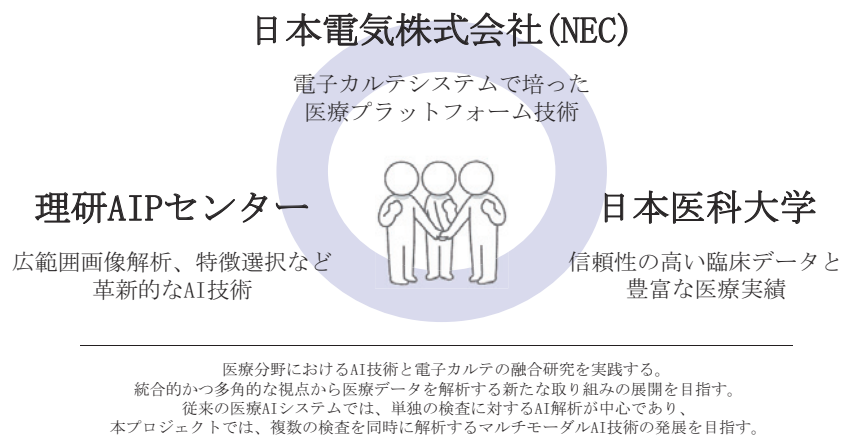 日本電気株式会社(NEC)
電子カルテシステムで培った
医療プラットフォーム技術
理研AIPセンター
広範囲画像解析、特徴選択など
革新的なAI技術
日本医科大学
信頼性の高い臨床データと
豊富な医療実績
医療分野におけるAI技術と電子カルテの融合研究を実践する。
統合的かつ多角的な視点から医療データを解析する新たな取り組みの展開を目指す。
従来の医療AIシステムでは、単独の検査に対するAI解析が中心であり、
本プロジェクトでは、複数の検査を同時に解析するマルチモーダルAI技術の発展を目指す。